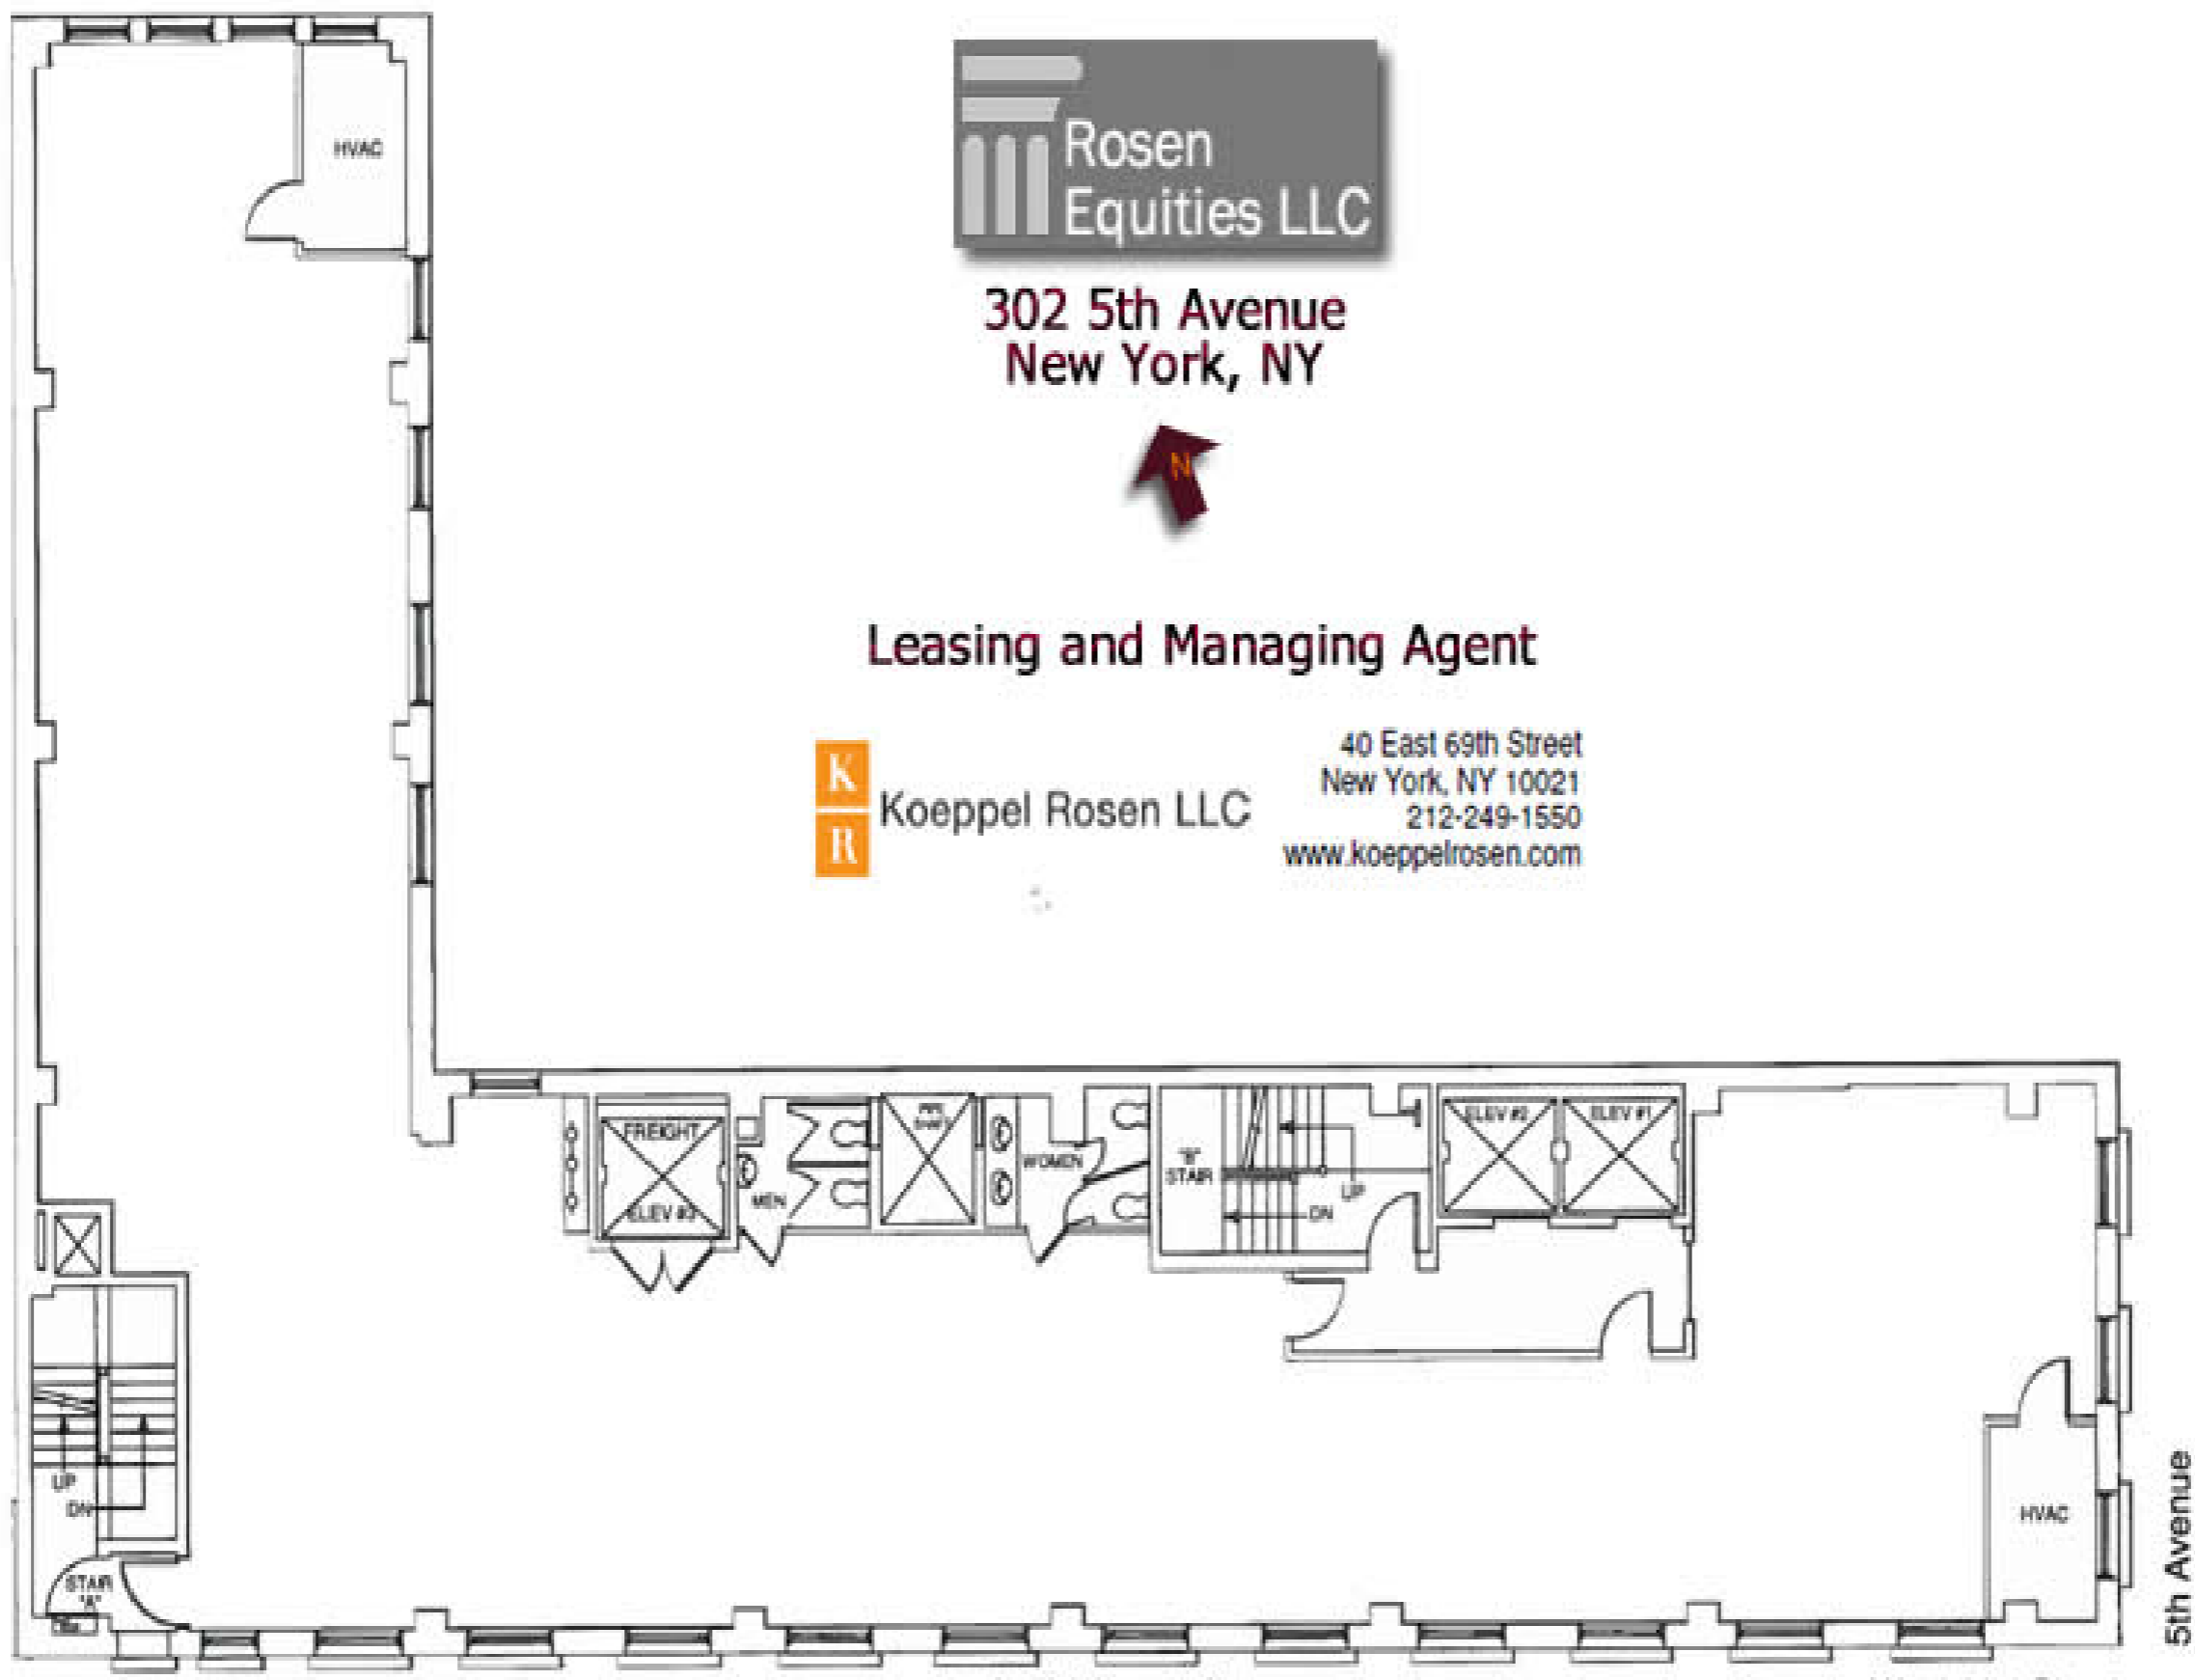 HVAC
Rosen
Equities LLC
302 5th Avenue
New York, NY
N
Leasing and Managing Agent
K
R
Koeppel Rosen LLC
40 East 69th Street
New York, NY 10021
212-249-1550
www.koeppelrosen.com
FREIGHT
ELEV #3
MEN
WOMEN
"B"
STAIR
UP
DN
ELEV #2
ELEV #1
UP
DN
STAIR
"A"
HVAC
5th Avenue